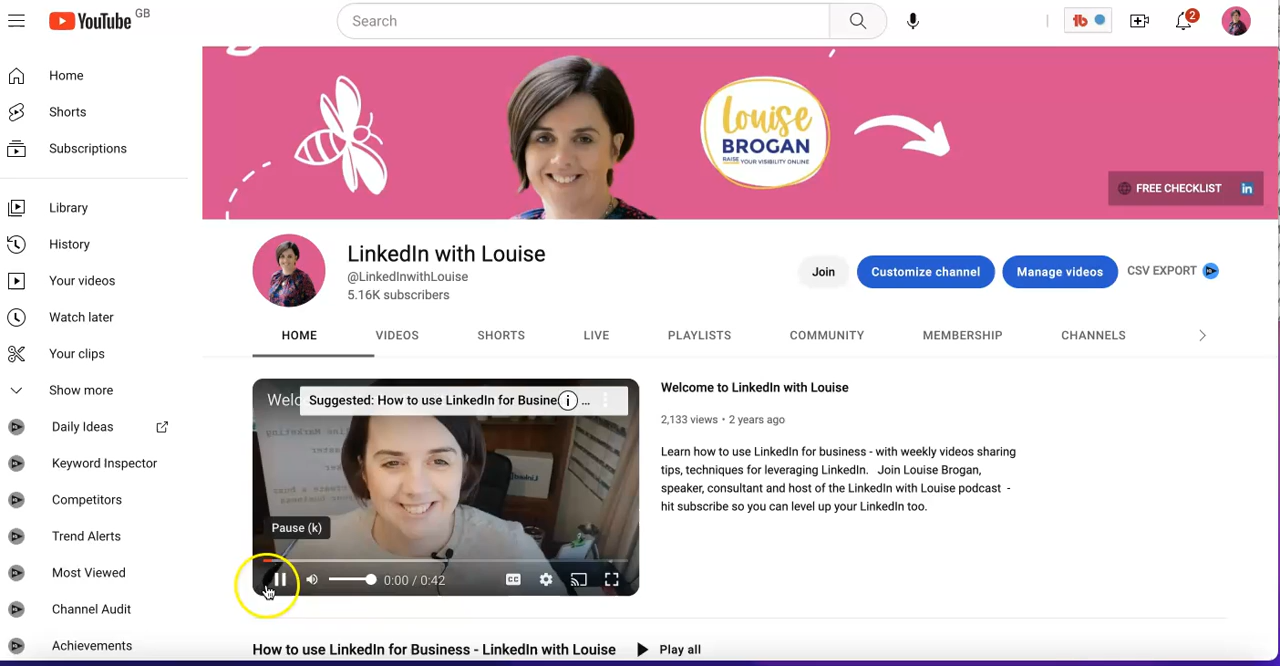 YouTube GB
Search
tb
2
Home
Shorts
Subscriptions
Library
History
Your videos
Watch later
Your clips
Show more
Daily Ideas
Keyword Inspector
Competitors
Trend Alerts
Most Viewed
Channel Audit
Achievements
Louise
BROGAN
RAISE YOUR VISIBILITY ONLINE
FREE CHECKLIST in
LinkedIn with Louise
@LinkedInwithLouise
5.16K subscribers
Join
Customize channel
Manage videos
CSV EXPORT
HOME VIDEOS SHORTS LIVE PLAYLISTS COMMUNITY MEMBERSHIP CHANNELS
Welc
Suggested: How to use LinkedIn for Busine ...
Pause (k)
0:00 / 0:42
CC
Welcome to LinkedIn with Louise
2,133 views • 2 years ago
Learn how to use LinkedIn for business - with weekly videos sharing
tips, techniques for leveraging LinkedIn. Join Louise Brogan,
speaker, consultant and host of the LinkedIn with Louise podcast -
hit subscribe so you can level up your LinkedIn too.
How to use LinkedIn for Business - LinkedIn with Louise
Play all